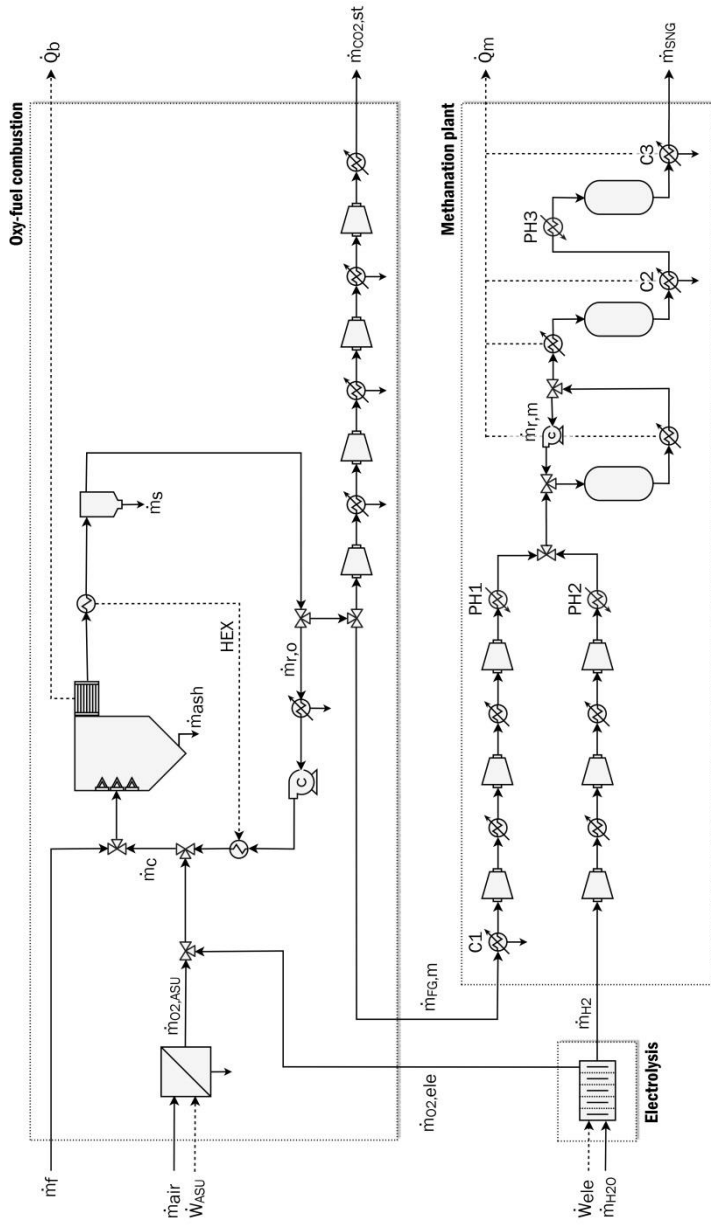 Oxy-fuel combustion
Q̇b
ṁCO2,st
ṁs
HEX
ṁash
ṁr,o
C
ṁc
ṁf
ṁO2,ASU
ṁair
ẆASU
ṁFG,m
ṁO2,ele
Methanation plant
Q̇m
ṁSNG
C3
PH3
C2
ṁr,m
C
PH1
PH2
C1
ṁH2
Electrolysis
Ẇele
ṁH2O